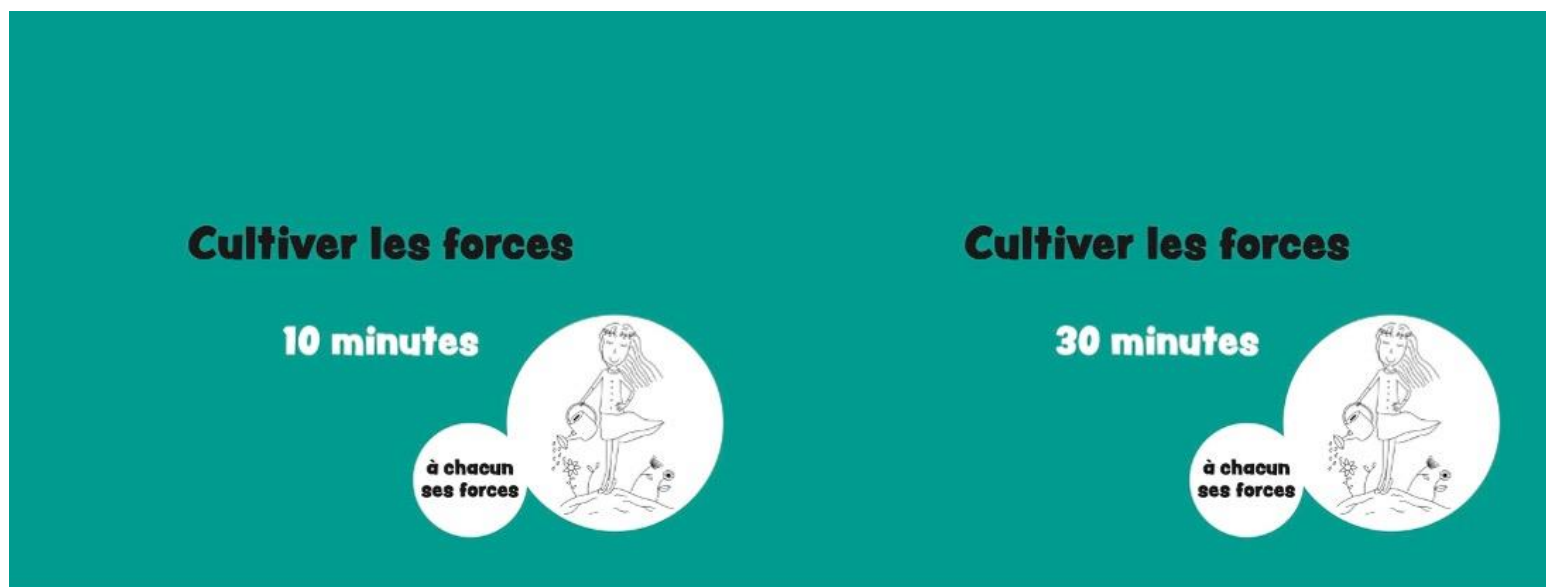 Cultiver les forces
10 minutes
à chacun
ses forces
Cultiver les forces
30 minutes
à chacun
ses forces